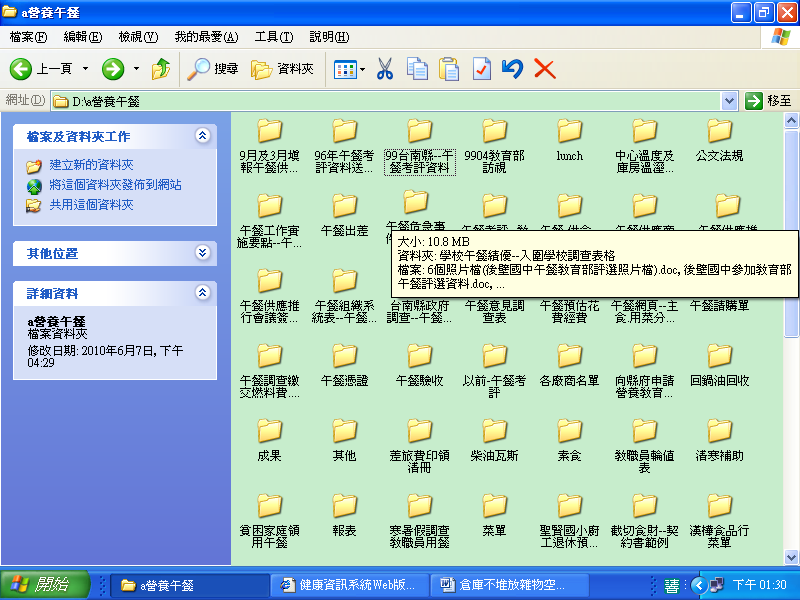 a營養午餐
檔案(F) 編輯(E) 檢視(V) 我的最愛(A) 工具(T) 說明(H)
上一頁 搜尋 資料夾
網址(D) D:\a營養午餐 移至
檔案及資料夾工作
建立新的資料夾
將這個資料夾發佈到網站
共用這個資料夾
其他位置
詳細資料
a營養午餐
檔案資料夾
修改日期: 2010年6月7日, 下午
04:29
9月及3月填
報午餐供...
96年午餐考
評資料送...
99台南縣--午
餐考評資料
9904教育部
訪視
lunch
中心溫度及
庫房溫溼...
公文法規
午餐工作實
施要點--午...
午餐出差
午餐危急事
大小: 10.8 MB
資料夾: 學校午餐績優--入圍學校調查表格
檔案: 6個照片檔(後壁國中午餐教育部評選照片檔).doc, 後壁國中參加教育部
午餐評選資料.doc, ...
午餐供應推
行會議簽...
午餐組織系
統表--午餐...
台南縣政府
調查--午餐...
午餐意見調
查表
午餐預估花
費經費
午餐網頁--主
食.用菜分...
午餐請購單
午餐調查繳
交燃料費....
午餐憑證
午餐驗收
以前-午餐考
評
各廠商名單
向縣府申請
營養教育...
回鍋油回收
成果
其他
差旅費印領
清冊
柴油瓦斯
素食
教職員輪值
表
清寒補助
貧困家庭領
用午餐
報表
寒暑假調查
教職員用餐
菜單
聖賢國小廚
工退休預...
截切食財--契
約書範例
漢樺食品行
菜單
開始 a營養午餐 健康資訊系統Web版... 倉庫不堆放雜物空... 下午 01:30